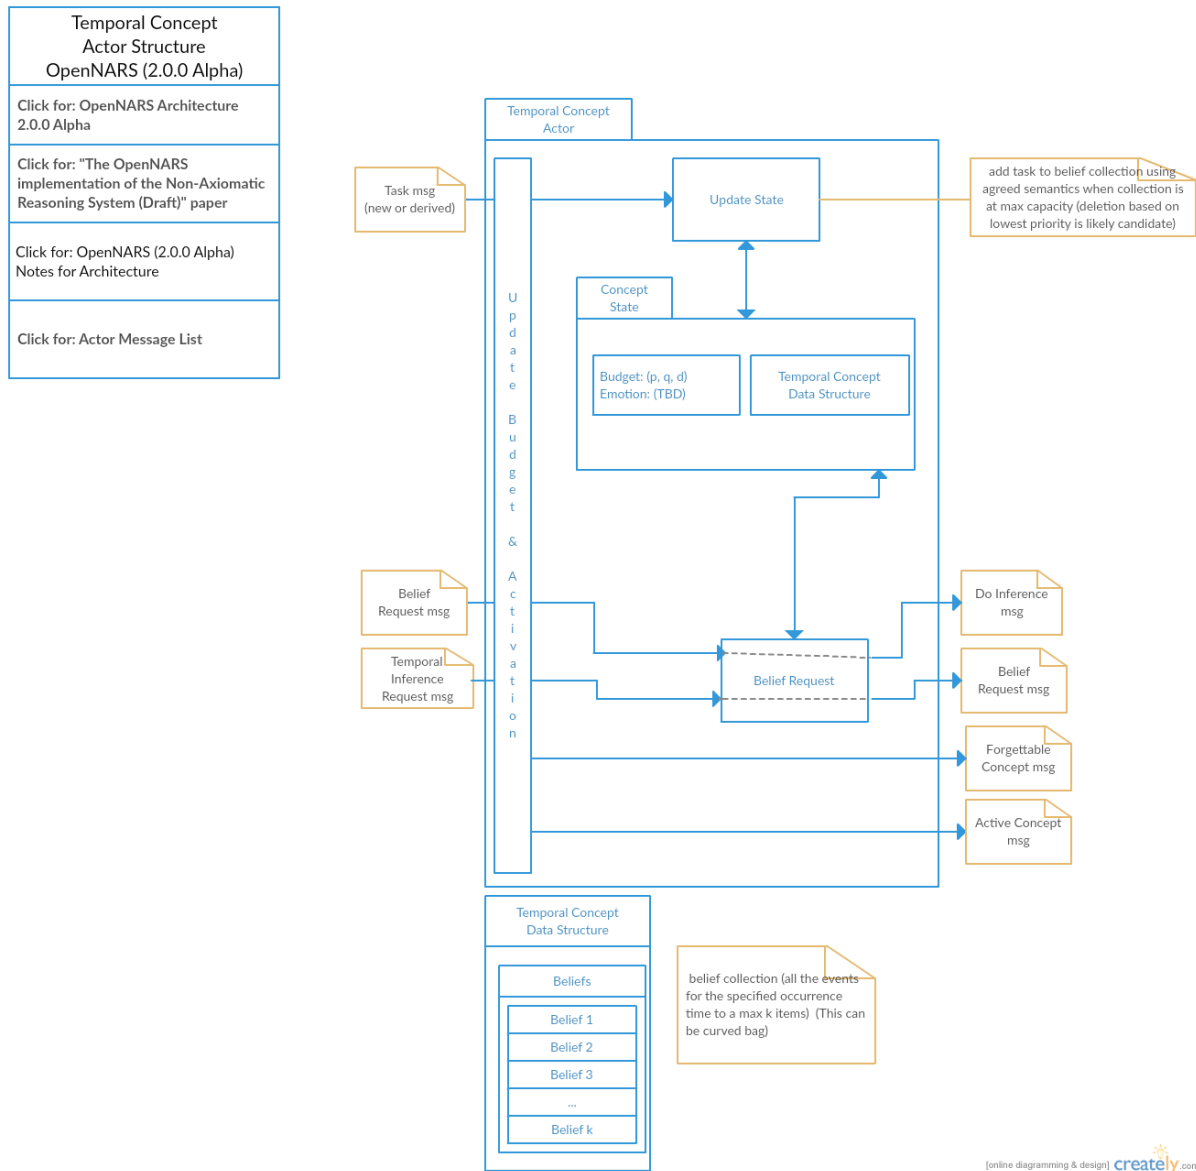 Temporal Concept
Actor Structure
OpenNARS (2.0.0 Alpha)
Click for: OpenNARS Architecture
2.0.0 Alpha
Click for: "The OpenNARS
implementation of the Non-Axiomatic
Reasoning System (Draft)" paper
Click for: OpenNARS (2.0.0 Alpha)
Notes for Architecture
Click for: Actor Message List
Temporal Concept
Actor
Task msg
(new or derived)
Update State
add task to belief collection using
agreed semantics when collection is
at max capacity (deletion based on
lowest priority is likely candidate)
Update Budget & Activation
Concept
State
Budget: (p, q, d)
Emotion: (TBD)
Temporal Concept
Data Structure
Belief
Request msg
Temporal
Inference
Request msg
Belief Request
Do Inference
msg
Belief
Request msg
Forgettable
Concept msg
Active Concept
msg
Temporal Concept
Data Structure
Beliefs
Belief 1
Belief 2
Belief 3
...
Belief k
belief collection (all the events
for the specified occurrence
time to a max k items) (This can
be curved bag)
[online diagramming & design] creately.com